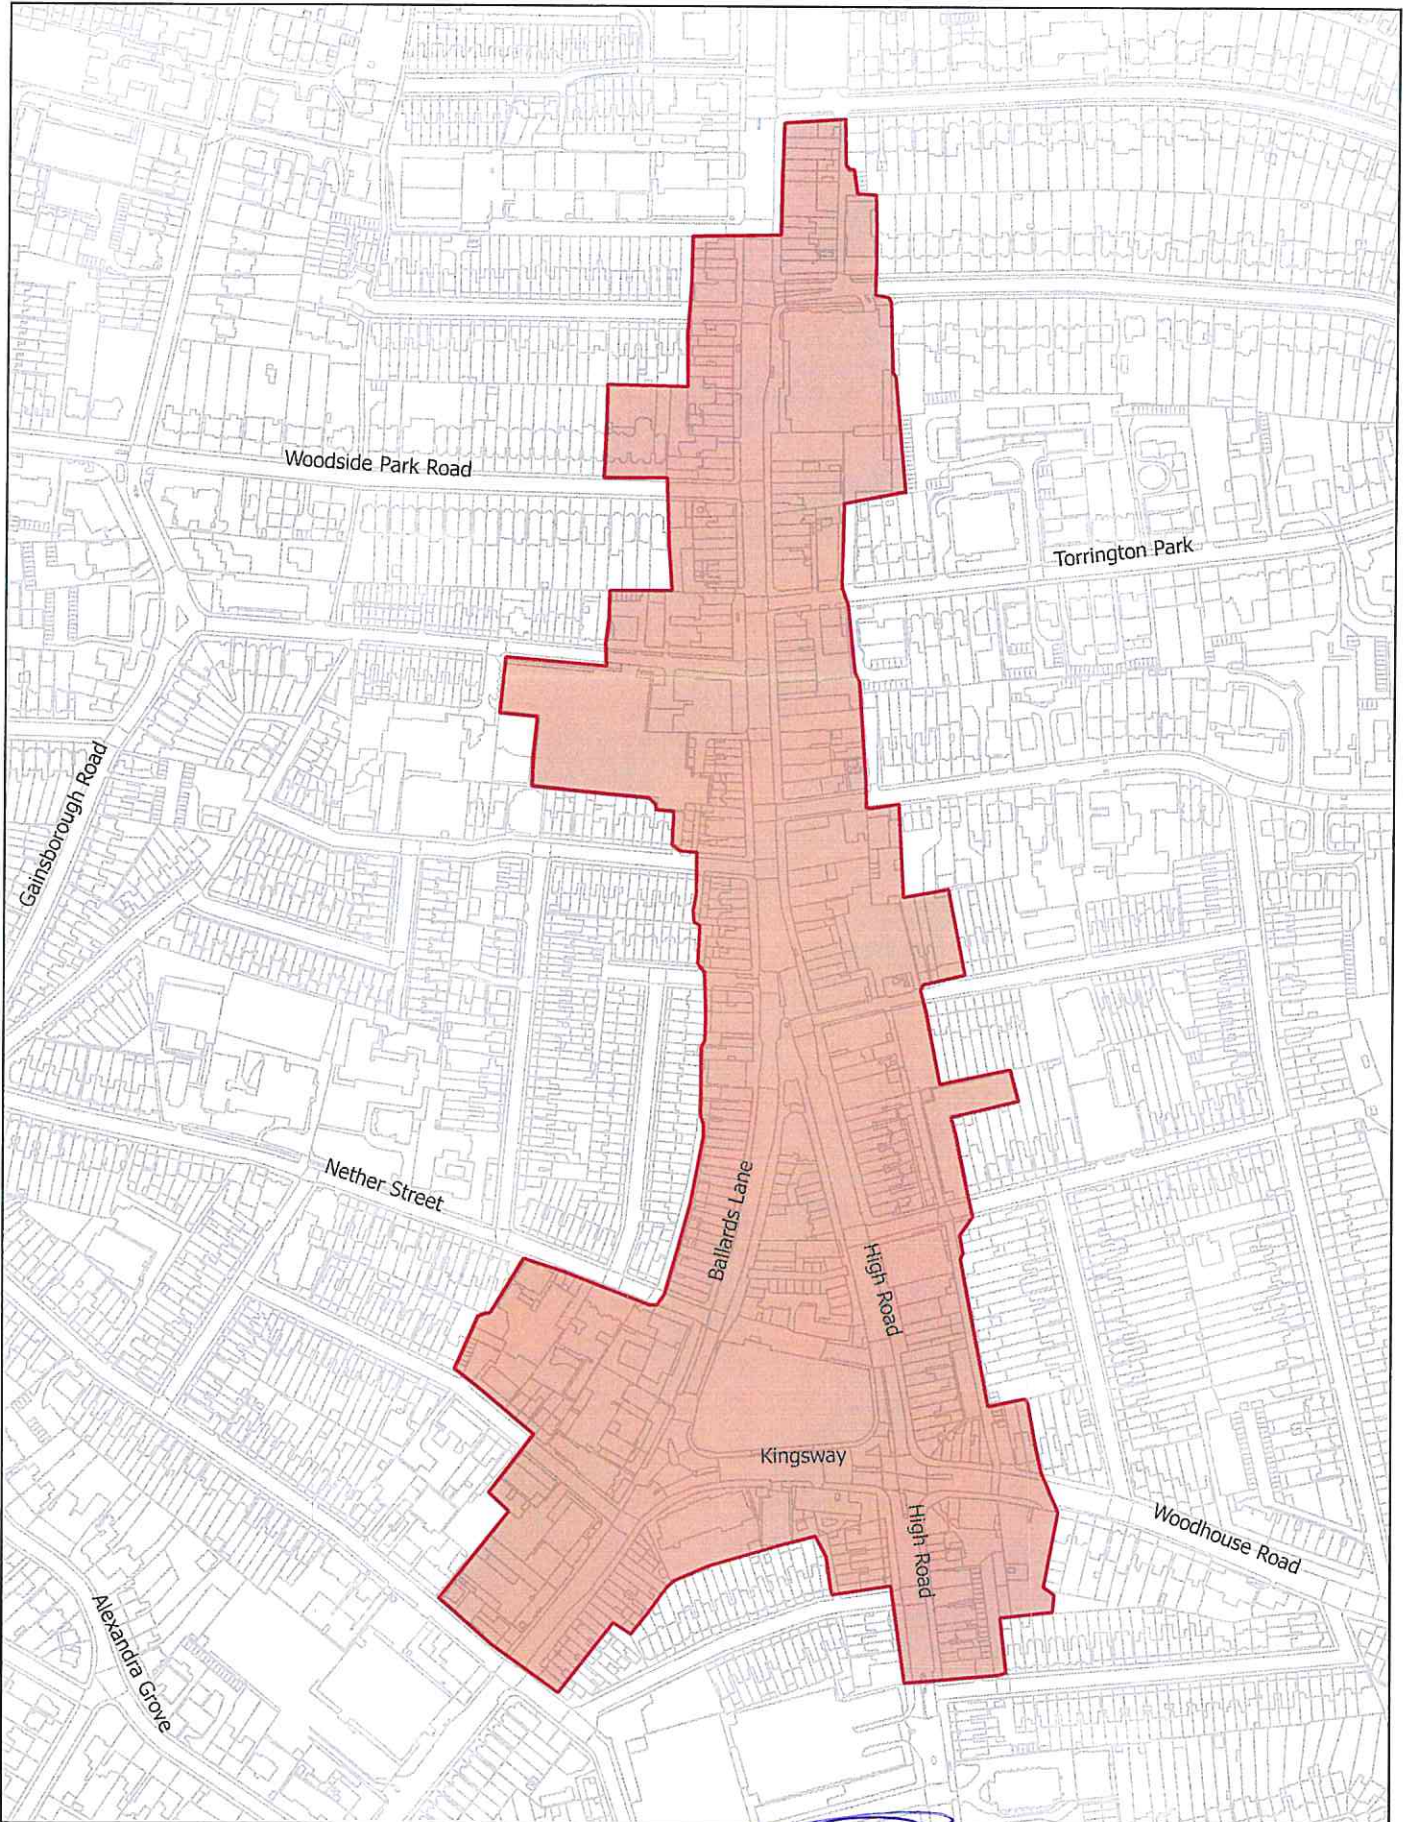 Woodside Park Road
Torrington Park
Gainsborough Road
Nether Street
Ballards Lane
High Road
Kingsway
High Road
Woodhouse Road
Alexandra Grove